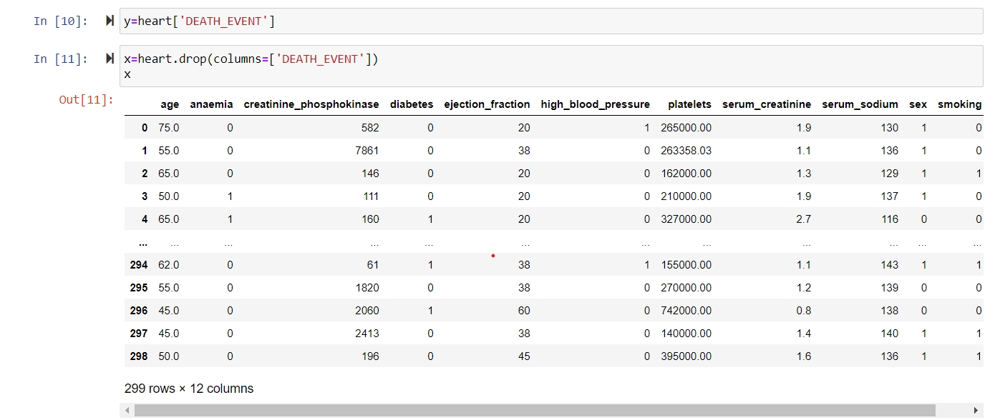 In [10]: y=heart['DEATH_EVENT']
In [11]: x=heart.drop(columns=['DEATH_EVENT'])
x
Out[11]:
age anaemia creatinine_phosphokinase diabetes ejection_fraction high_blood_pressure platelets serum_creatinine serum_sodium sex smoking
0 75.0 0 582 0 20 1 265000.00 1.9 130 1 0
1 55.0 0 7861 0 38 0 263358.03 1.1 136 1 0
2 65.0 0 146 0 20 0 162000.00 1.3 129 1 1
3 50.0 1 111 0 20 0 210000.00 1.9 137 1 0
4 65.0 1 160 1 20 0 327000.00 2.7 116 0 0
... ... ... ... ... ... ... ... ... ... ... ...
294 62.0 0 61 1 38 1 155000.00 1.1 143 1 1
295 55.0 0 1820 0 38 0 270000.00 1.2 139 0 0
296 45.0 0 2060 1 60 0 742000.00 0.8 138 0 0
297 45.0 0 2413 0 38 0 140000.00 1.4 140 1 1
298 50.0 0 196 0 45 0 395000.00 1.6 136 1 1
299 rows × 12 columns